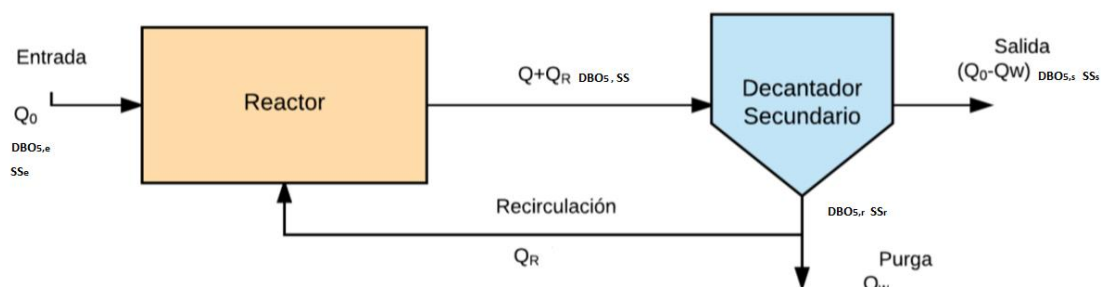 Entrada
Q₀
DBO5,e
SSe
Reactor
Q+QR DBO5, SS
Decantador
Secundario
Salida
(Q₀-Qw) DBO5,s SSs
Recirculación
QR
DBO5,r SSr
Purga
Qw